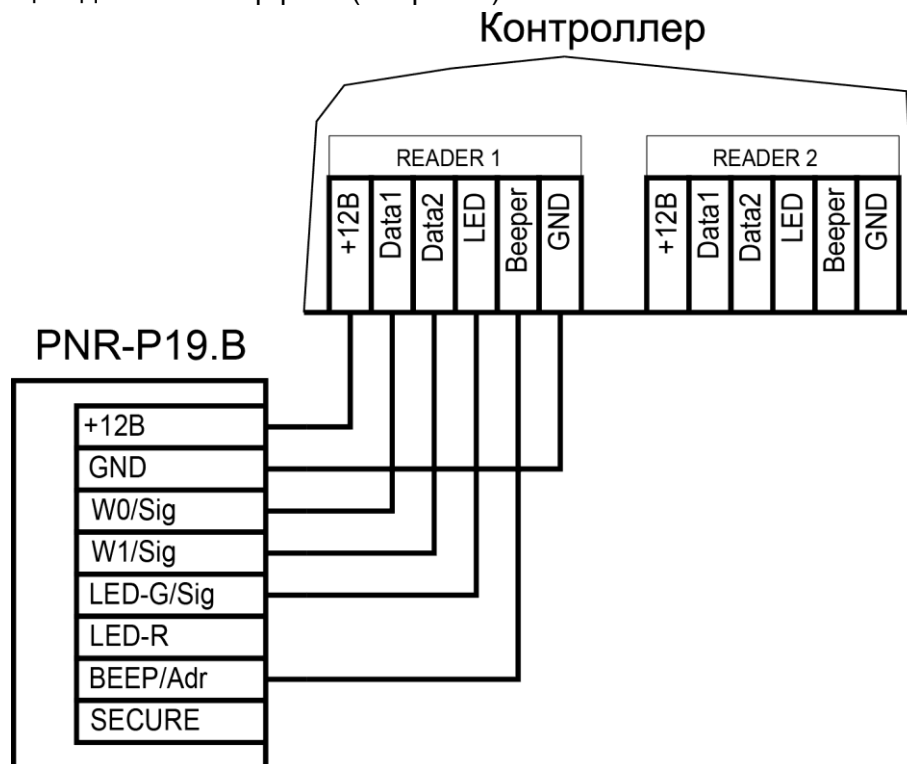 Контроллер
READER 1
READER 2
+12В
Data1
Data2
LED
Beeper
GND
+12В
Data1
Data2
LED
Beeper
GND
PNR-P19.B
+12В
GND
W0/Sig
W1/Sig
LED-G/Sig
LED-R
BEEP/Adr
SECURE